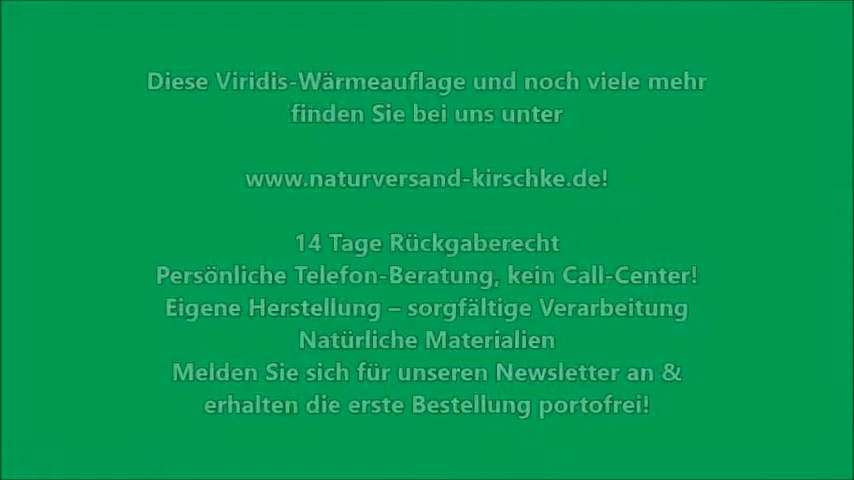 Diese Viridis-Wärmeauflage und noch viele mehr
finden Sie bei uns unter
www.naturversand-kirschke.de!
14 Tage Rückgaberecht
Persönliche Telefon-Beratung, kein Call-Center!
Eigene Herstellung – sorgfältige Verarbeitung
Natürliche Materialien
Melden Sie sich für unseren Newsletter an &
erhalten die erste Bestellung portofrei!